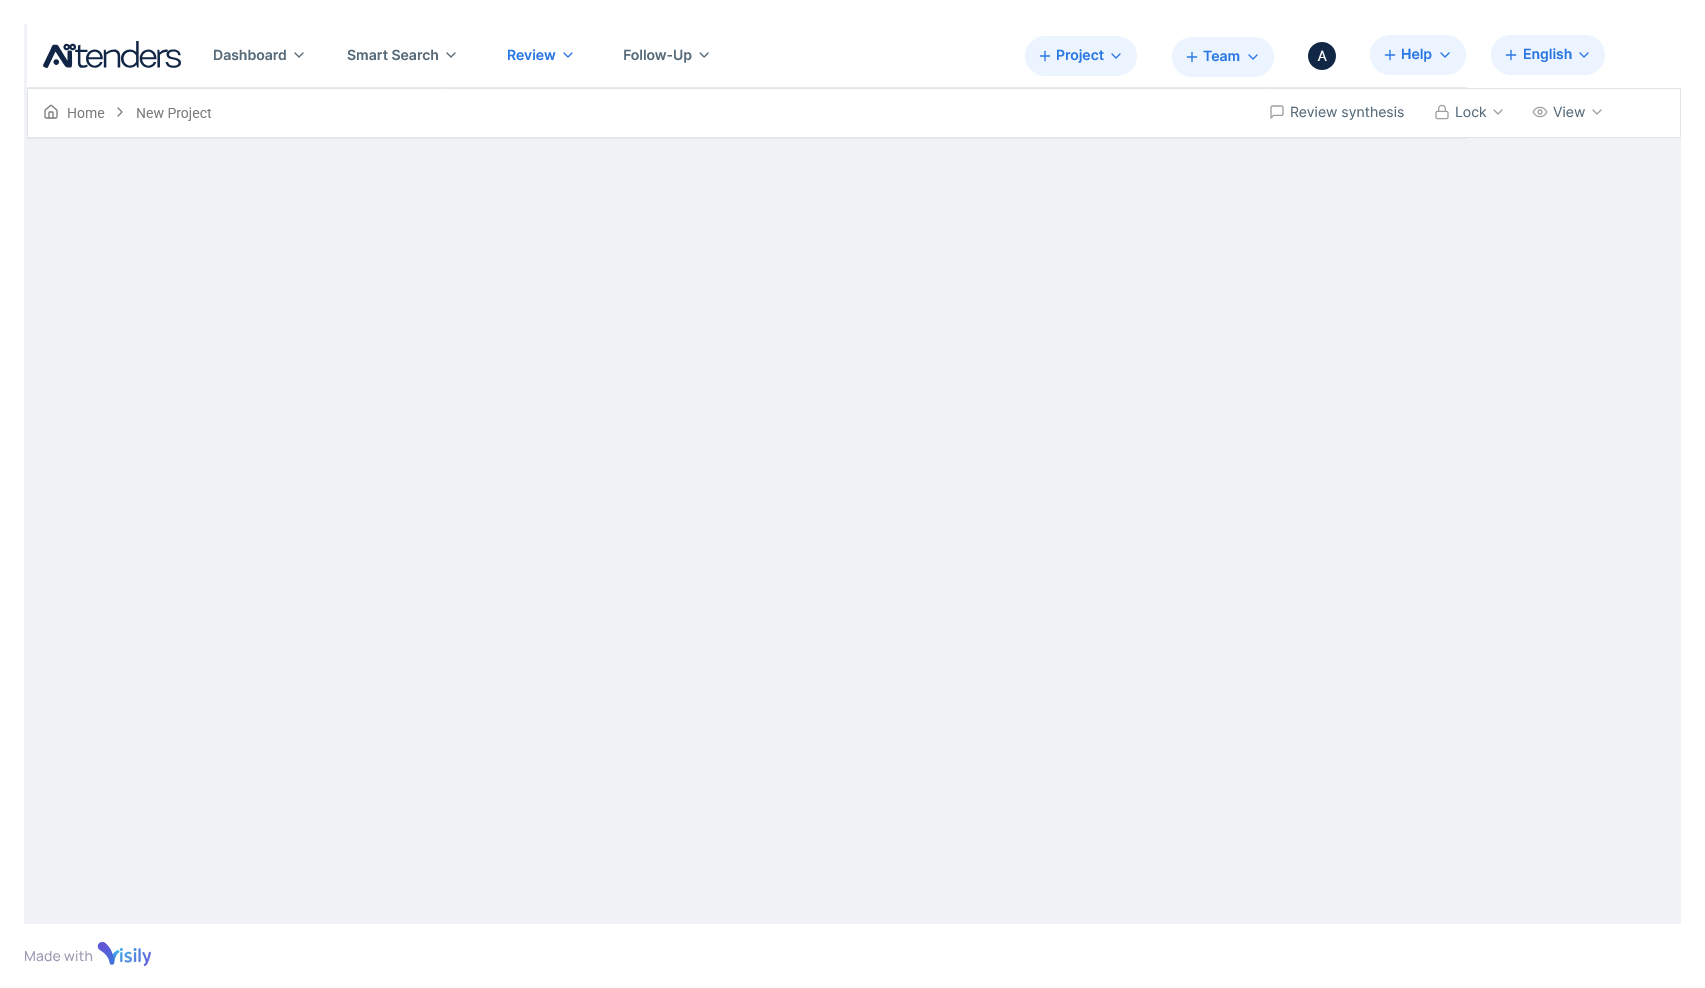 Aitenders Dashboard Smart Search Review Follow-Up Project Team A Help English
Home New Project Review synthesis Lock View
Made with Visily